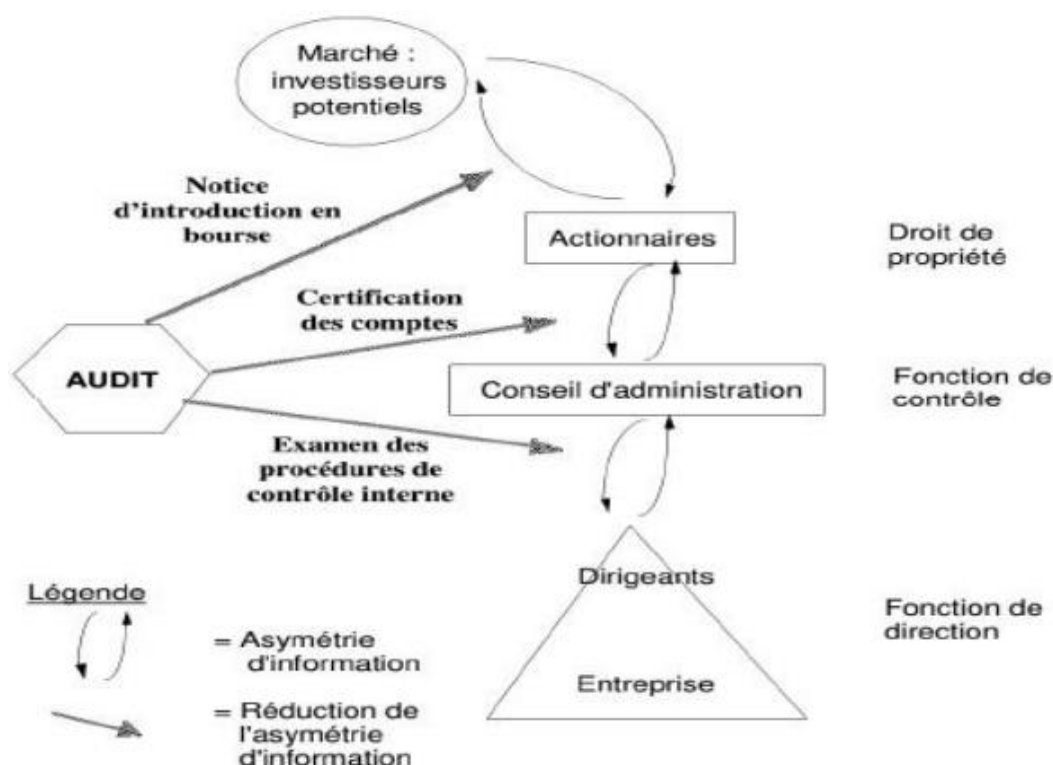 Marché :
investisseurs
potentiels
Notice
d'introduction en
bourse
Actionnaires
Droit de
propriété
Certification
des comptes
AUDIT
Conseil d'administration
Fonction de
contrôle
Examen des
procédures de
contrôle interne
Dirigeants
Entreprise
Fonction de
direction
Légende
= Asymétrie
d'information
= Réduction de
l'asymétrie
d'information